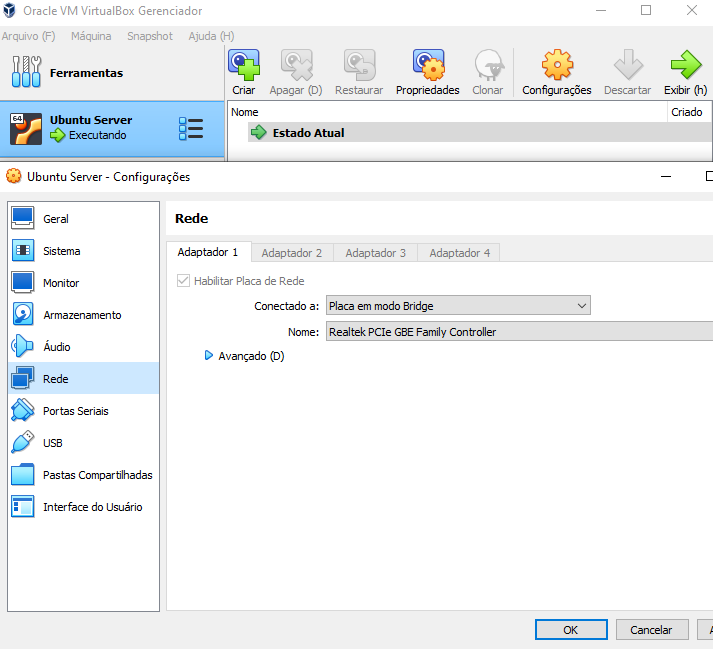 Oracle VM VirtualBox Gerenciador
Arquivo (F) Máquina Snapshot Ajuda (H)
Ferramentas
Criar Apagar (D) Restaurar Propriedades Clonar Configurações Descartar Exibir (h)
64
Ubuntu Server
Executando
Nome Criado
Estado Atual
Ubuntu Server - Configurações
Geral
Sistema
Monitor
Armazenamento
Áudio
Rede
Portas Seriais
USB
Pastas Compartilhadas
Interface do Usuário
Rede
Adaptador 1 Adaptador 2 Adaptador 3 Adaptador 4
Habilitar Placa de Rede
Conectado a: Placa em modo Bridge
Nome: Realtek PCIe GBE Family Controller
Avançado (D)
OK Cancelar